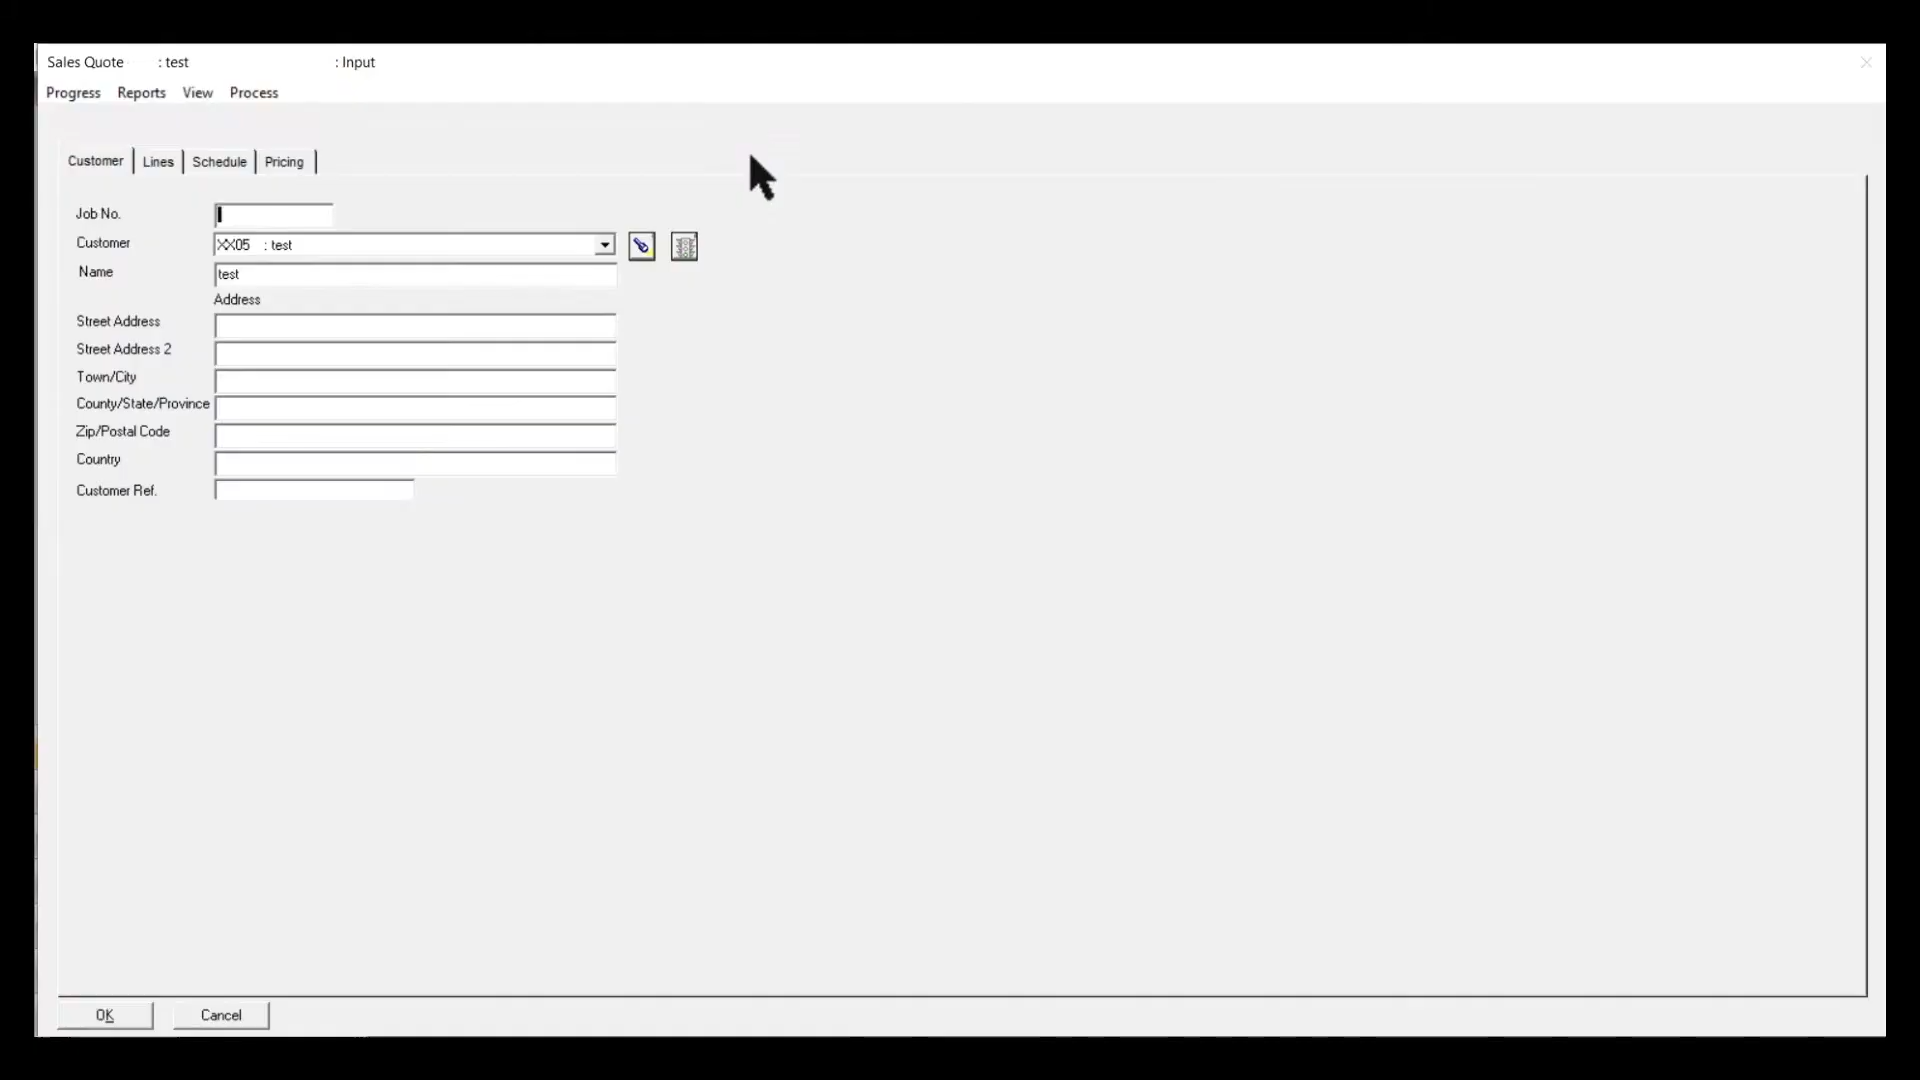 Sales Quote : test : Input
Progress Reports View Process
Customer Lines Schedule Pricing
Job No.
Customer XX05 : test
Name test
Address
Street Address
Street Address 2
Town/City
County/State/Province
Zip/Postal Code
Country
Customer Ref.
OK Cancel